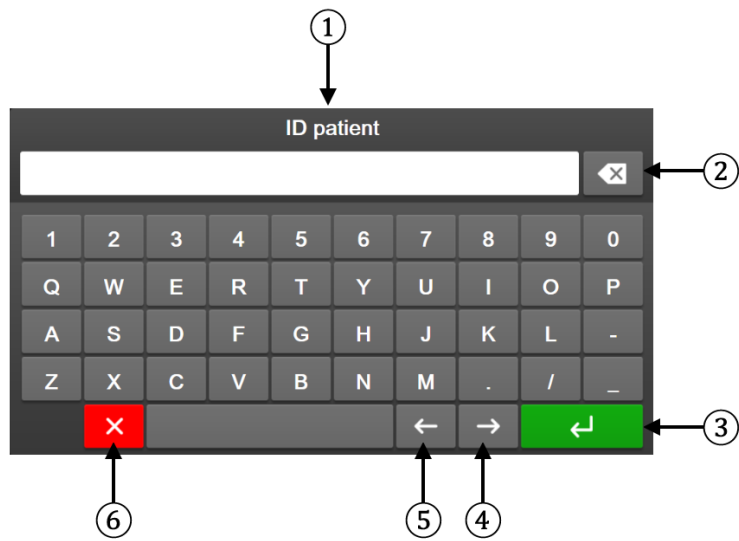 ①
ID patient
②
1 2 3 4 5 6 7 8 9 0
Q W E R T Y U I O P
A S D F G H J K L -
Z X C V B N M . / _
③
⑥ ⑤ ④